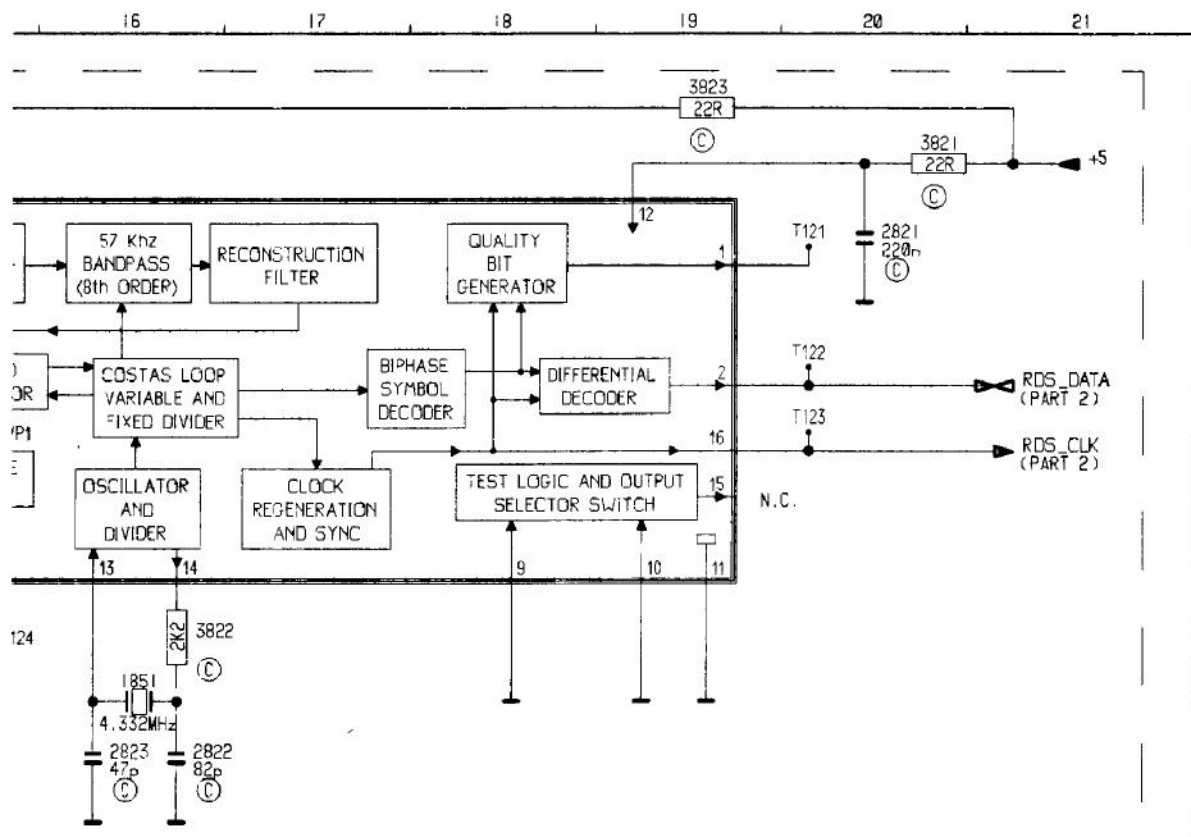 16 17 18 19 20 21
3823
22R
C
3821
22R
+5
C
12
57 Khz
BANDPASS
(8th ORDER)
RECONSTRUCTION
FILTER
QUALITY
BIT
GENERATOR
1
T121
2821
220n
C
OR
COSTAS LOOP
VARIABLE AND
FIXED DIVIDER
BIPHASE
SYMBOL
DECODER
DIFFERENTIAL
DECODER
2
T122
RDS_DATA
(PART 2)
T123
VP1
E
16
RDS_CLK
(PART 2)
OSCILLATOR
AND
DIVIDER
CLOCK
REGENERATION
AND SYNC
TEST LOGIC AND OUTPUT
SELECTOR SWITCH
15
N.C.
13 14 9 10 11
124
2K2
3822
C
1851
4.332MHz
2823
47p
C
2822
82p
C